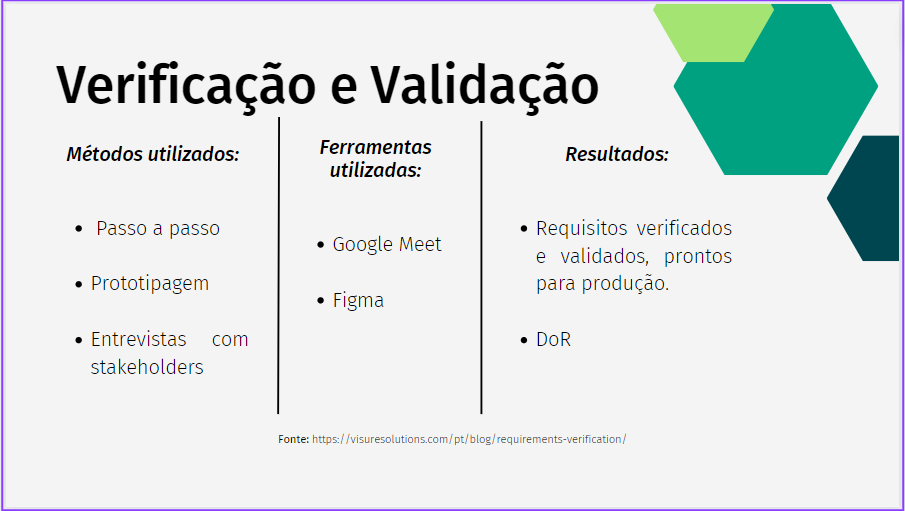 Verificação e Validação
Métodos utilizados:
Passo a passo
Prototipagem
Entrevistas com
stakeholders
Ferramentas
utilizadas:
Google Meet
Figma
Resultados:
Requisitos verificados
e validados, prontos
para produção.
DoR
Fonte: https://visuresolutions.com/pt/blog/requirements-verification/